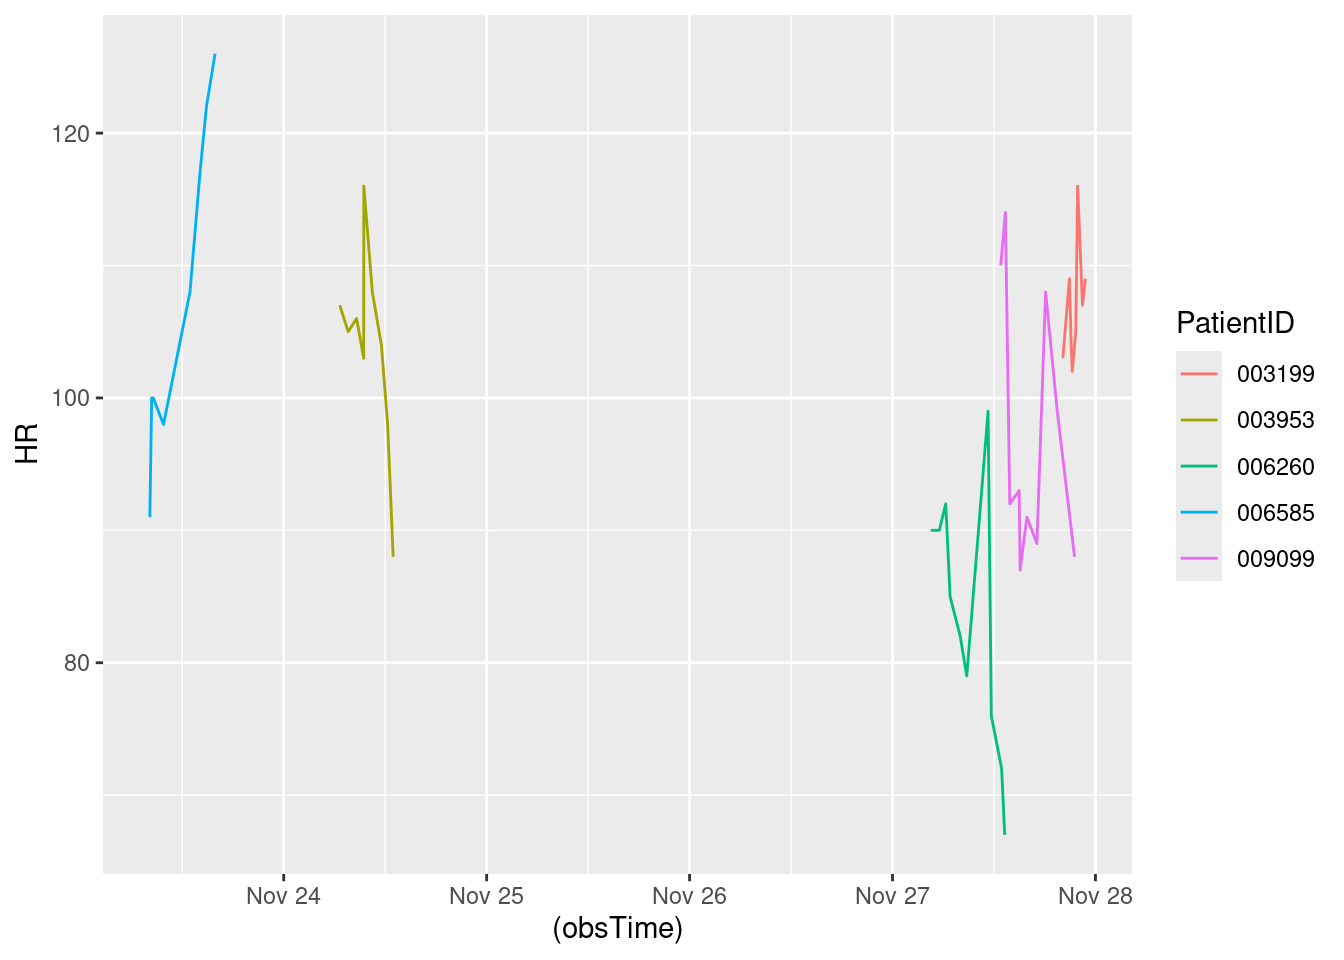 120
100
80
HR
Nov 24
Nov 25
Nov 26
Nov 27
Nov 28
(obsTime)
PatientID
003199
003953
006260
006585
009099